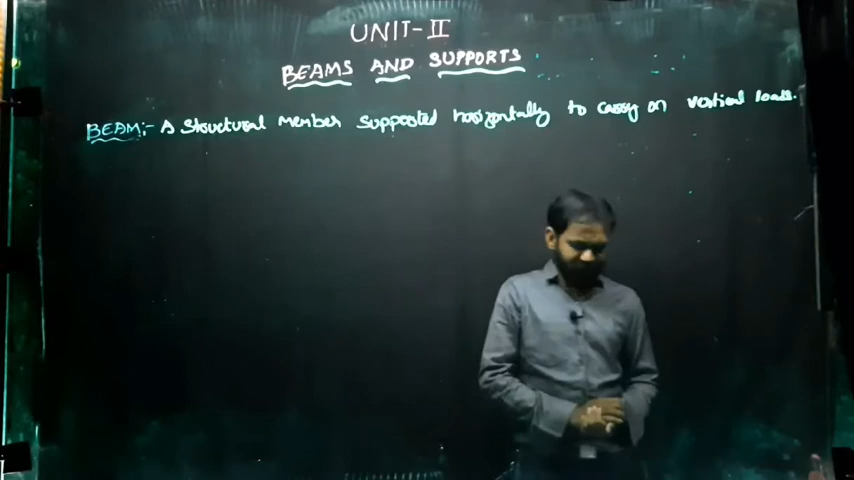 UNIT-II
BEAMS AND SUPPORTS
BEAM:- A Structural member supported horizontally to carry on vertical loads.